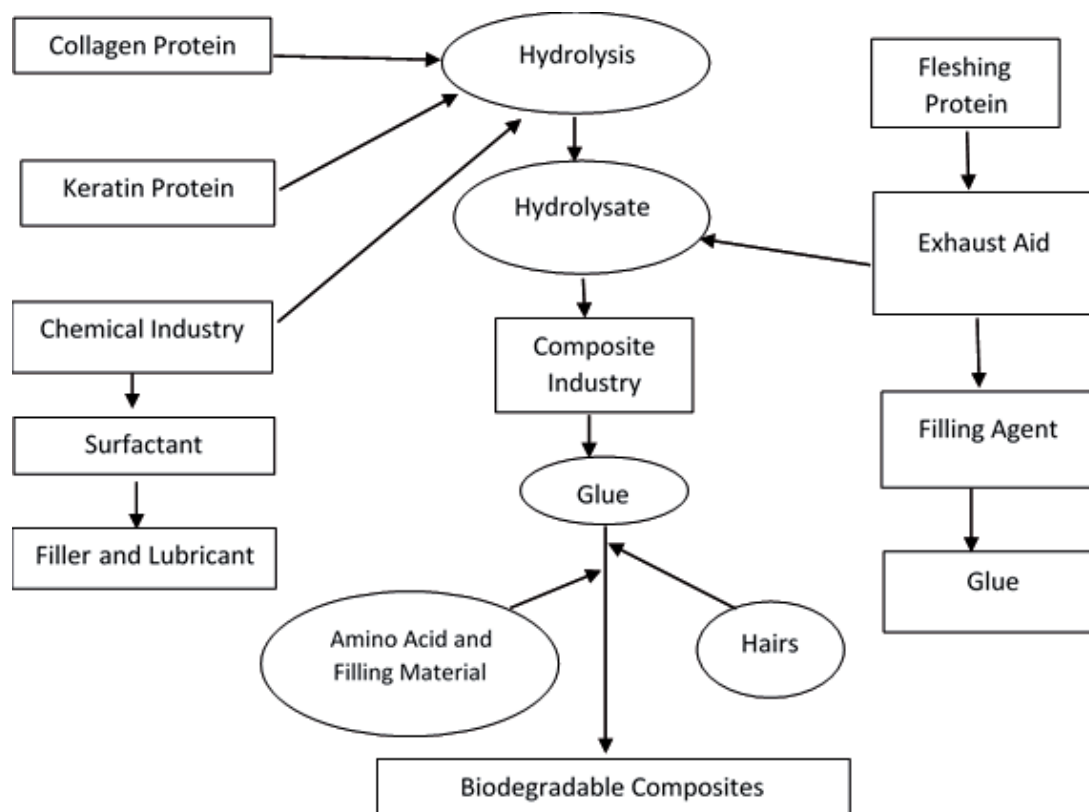 Collagen Protein
Hydrolysis
Fleshing
Protein
Keratin Protein
Hydrolysate
Exhaust Aid
Chemical Industry
Composite
Industry
Surfactant
Filling Agent
Glue
Filler and Lubricant
Glue
Amino Acid and
Filling Material
Hairs
Biodegradable Composites